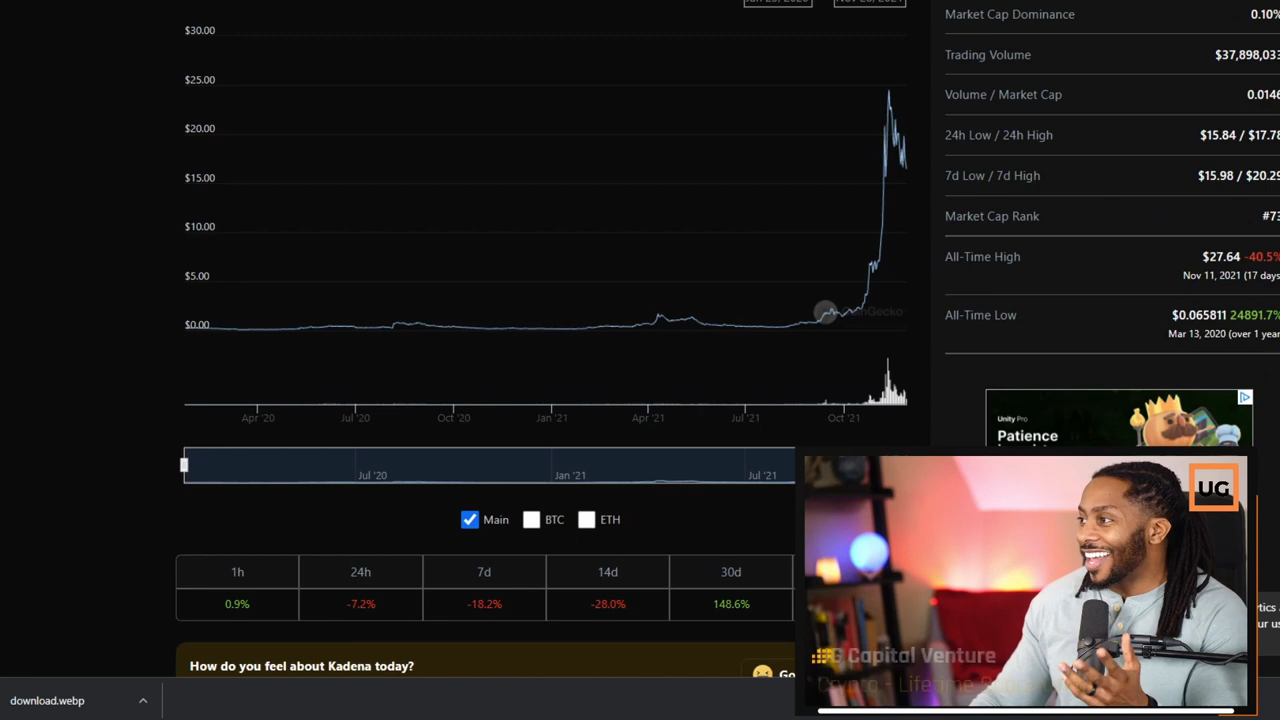 Market Cap Dominance 0.10%
$30.00
Trading Volume $37,898,033
$25.00
Volume / Market Cap 0.0146
$20.00
24h Low / 24h High $15.84 / $17.78
$15.00
7d Low / 7d High $15.98 / $20.29
$10.00
Market Cap Rank #73
$5.00
All-Time High $27.64 -40.5%
Nov 11, 2021 (17 days
$0.00
CoinGecko
All-Time Low $0.065811 24891.7%
Mar 13, 2020 (over 1 year
Apr '20 Jul '20 Oct '20 Jan '21 Apr '21 Jul '21 Oct '21
Unity Pro
Patience
Jul '20 Jan '21 Jul '21
UG
Main BTC ETH
1h 24h 7d 14d 30d
0.9% -7.2% -18.2% -28.0% 148.6%
Capital Venture
Crypto - Lifetime
How do you feel about Kadena today?
download.webp